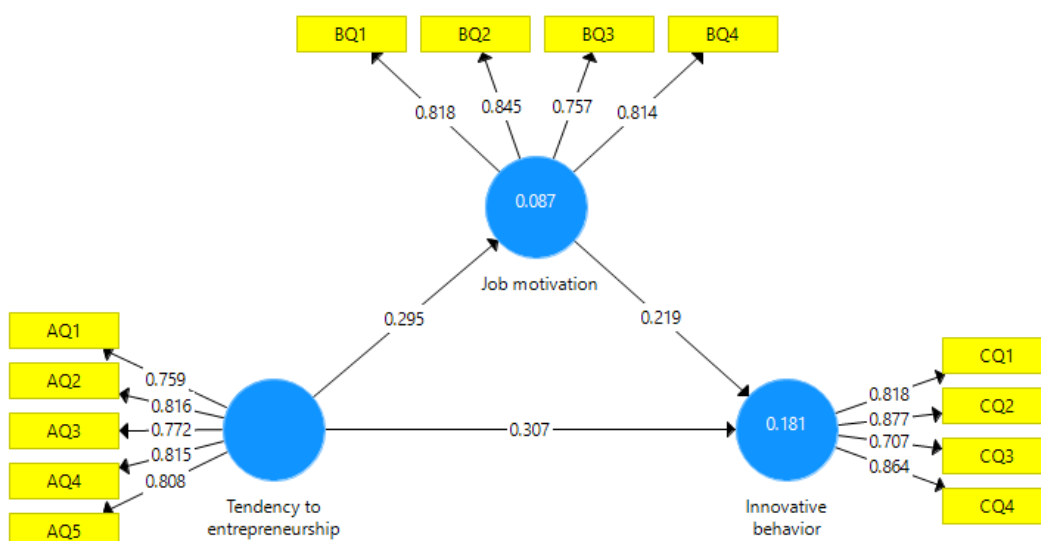 BQ1
BQ2
BQ3
BQ4
0.818
0.845
0.757
0.814
0.087
Job motivation
0.295
0.219
AQ1
AQ2
AQ3
AQ4
AQ5
0.759
0.816
0.772
0.815
0.808
Tendency to
entrepreneurship
0.307
0.181
Innovative
behavior
0.818
0.877
0.707
0.864
CQ1
CQ2
CQ3
CQ4